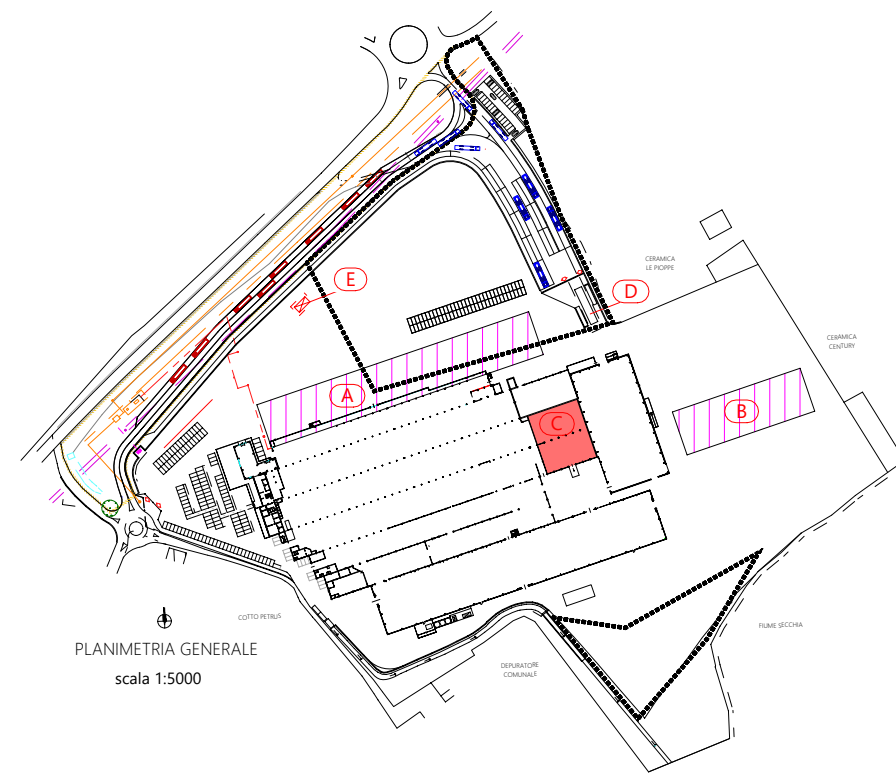 CERAMICA
LE PIOPPE
E
D
CERAMICA
CENTURY
A
B
C
COTTO PETRUS
FIUME SECCHIA
PLANIMETRIA GENERALE
scala 1:5000
DEPURATORE
COMUNALE